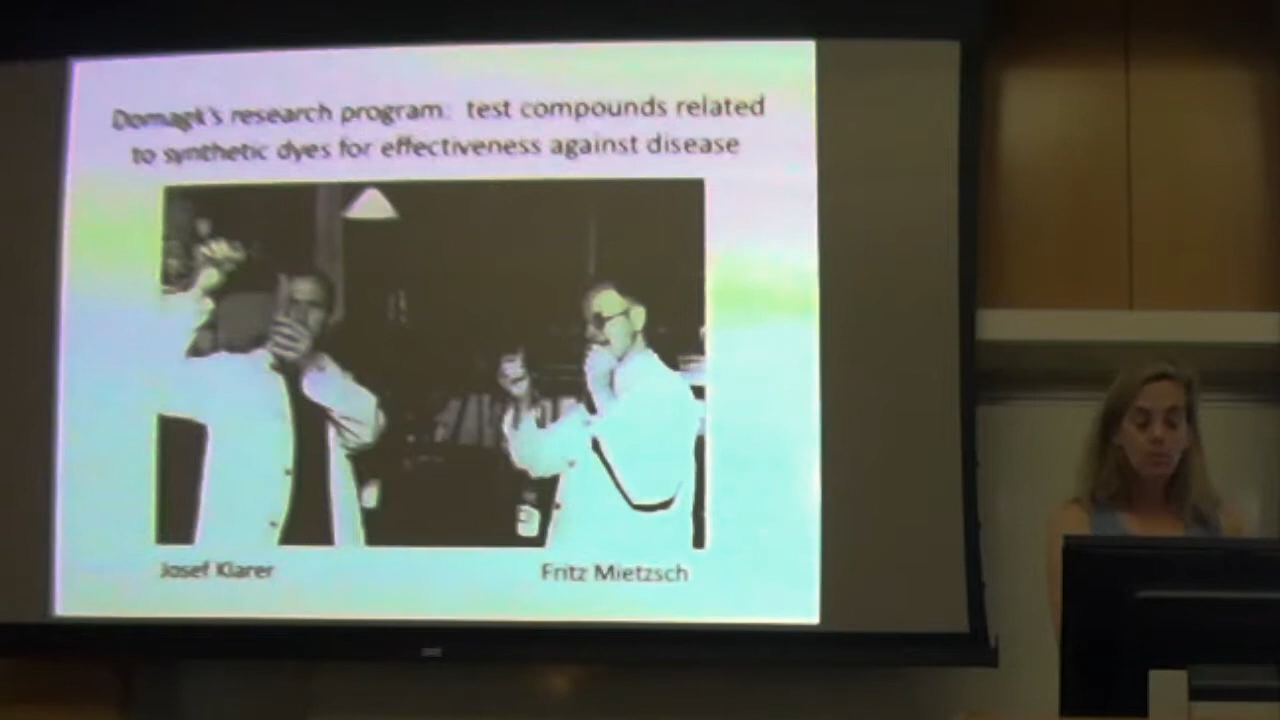 Domagk's research program: test compounds related
to synthetic dyes for effectiveness against disease
Josef Klarer
Fritz Mietzsch